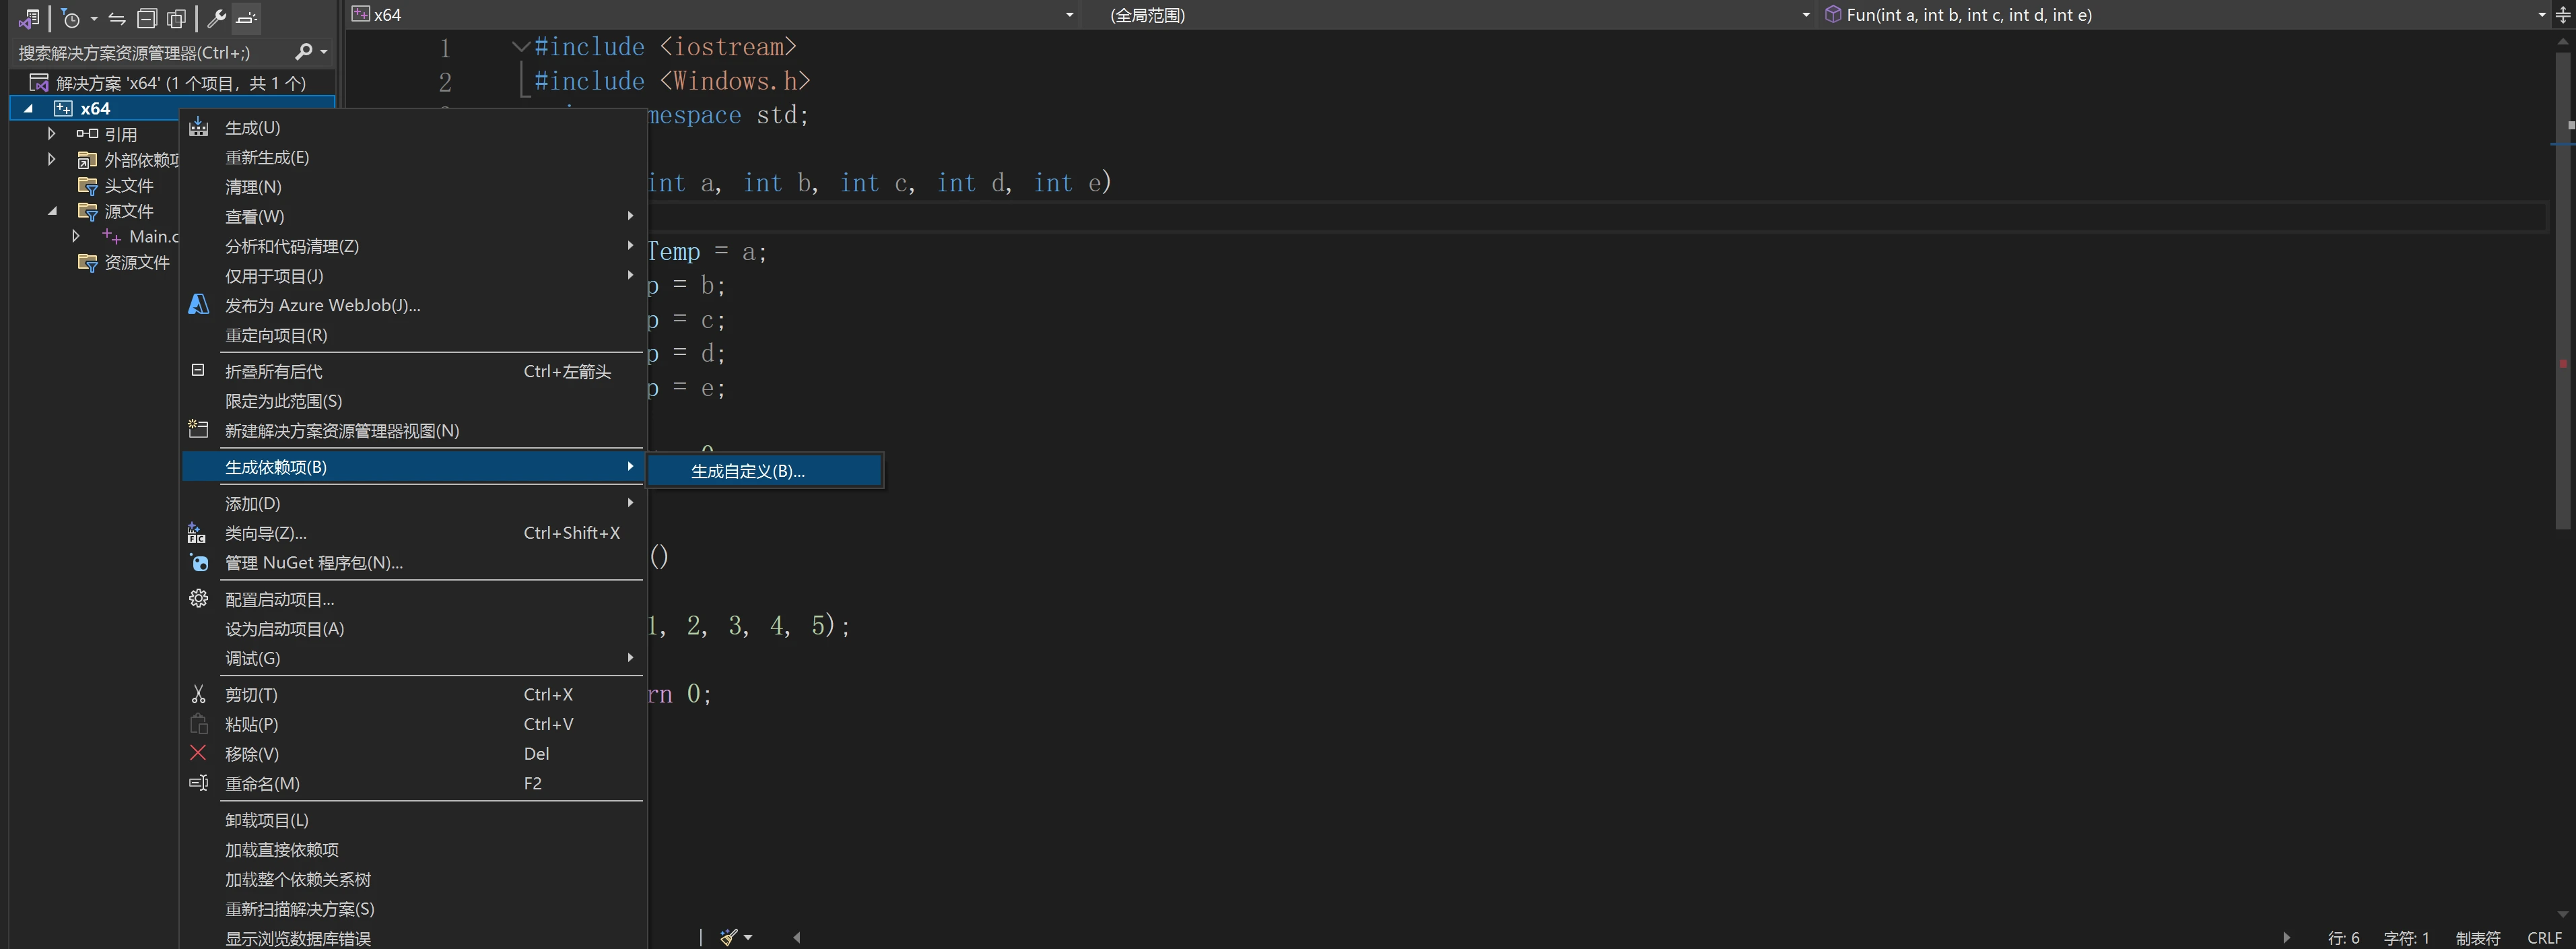 x64
(全局范围)
Fun(int a, int b, int c, int d, int e)
搜索解决方案资源管理器(Ctrl+;)
解决方案 'x64' (1 个项目，共 1 个)
x64
引用
外部依赖项
头文件
源文件
Main.c
资源文件
生成(U)
重新生成(E)
清理(N)
查看(W)
分析和代码清理(Z)
仅用于项目(J)
发布为 Azure WebJob(J)...
重定向项目(R)
折叠所有后代 Ctrl+左箭头
限定为此范围(S)
新建解决方案资源管理器视图(N)
生成依赖项(B)
生成自定义(B)...
添加(D)
类向导(Z)... Ctrl+Shift+X
管理 NuGet 程序包(N)...
配置启动项目...
设为启动项目(A)
调试(G)
剪切(T) Ctrl+X
粘贴(P) Ctrl+V
移除(V) Del
重命名(M) F2
卸载项目(L)
加载直接依赖项
加载整个依赖关系树
重新扫描解决方案(S)
显示浏览数据库错误
1 #include <iostream>
2 #include <Windows.h>
mespace std;
int a, int b, int c, int d, int e)
Temp = a;
p = b;
p = c;
p = d;
p = e;
()
1, 2, 3, 4, 5);
rn 0;
行: 6 字符: 1 制表符 CRLF